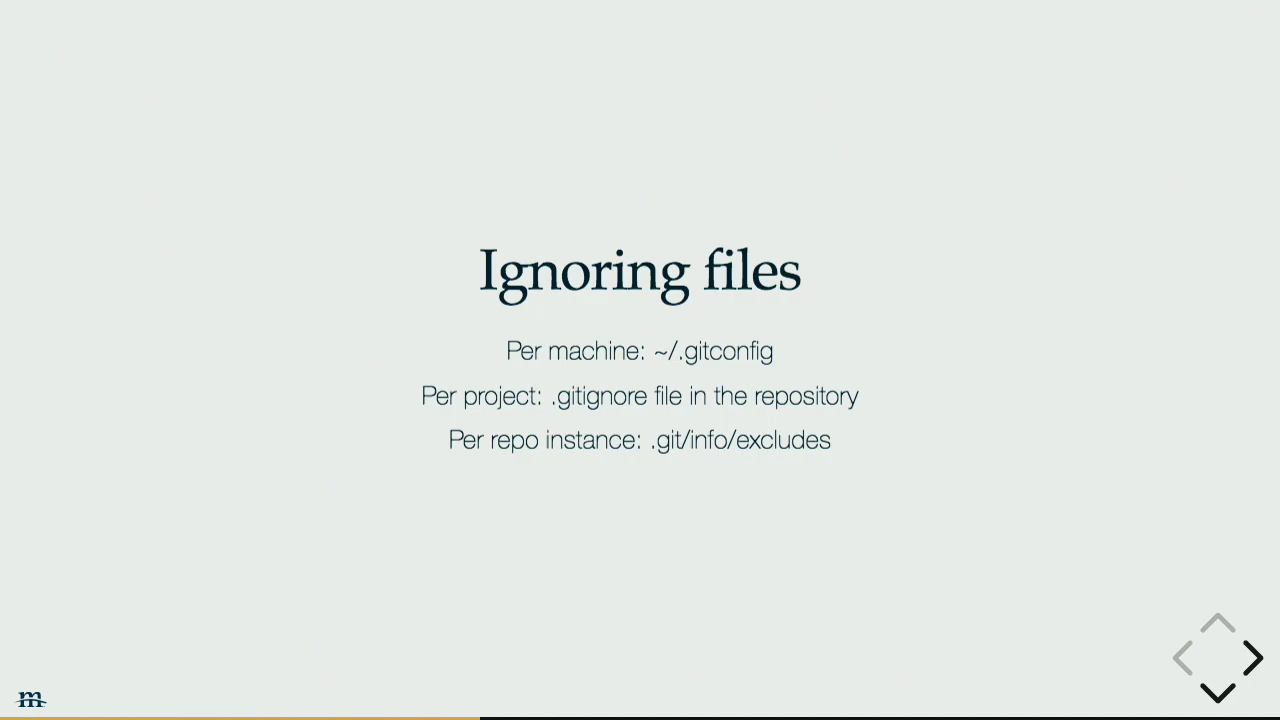 Ignoring files
Per machine: ~/.gitconfig
Per project: .gitignore file in the repository
Per repo instance: .git/info/excludes
m